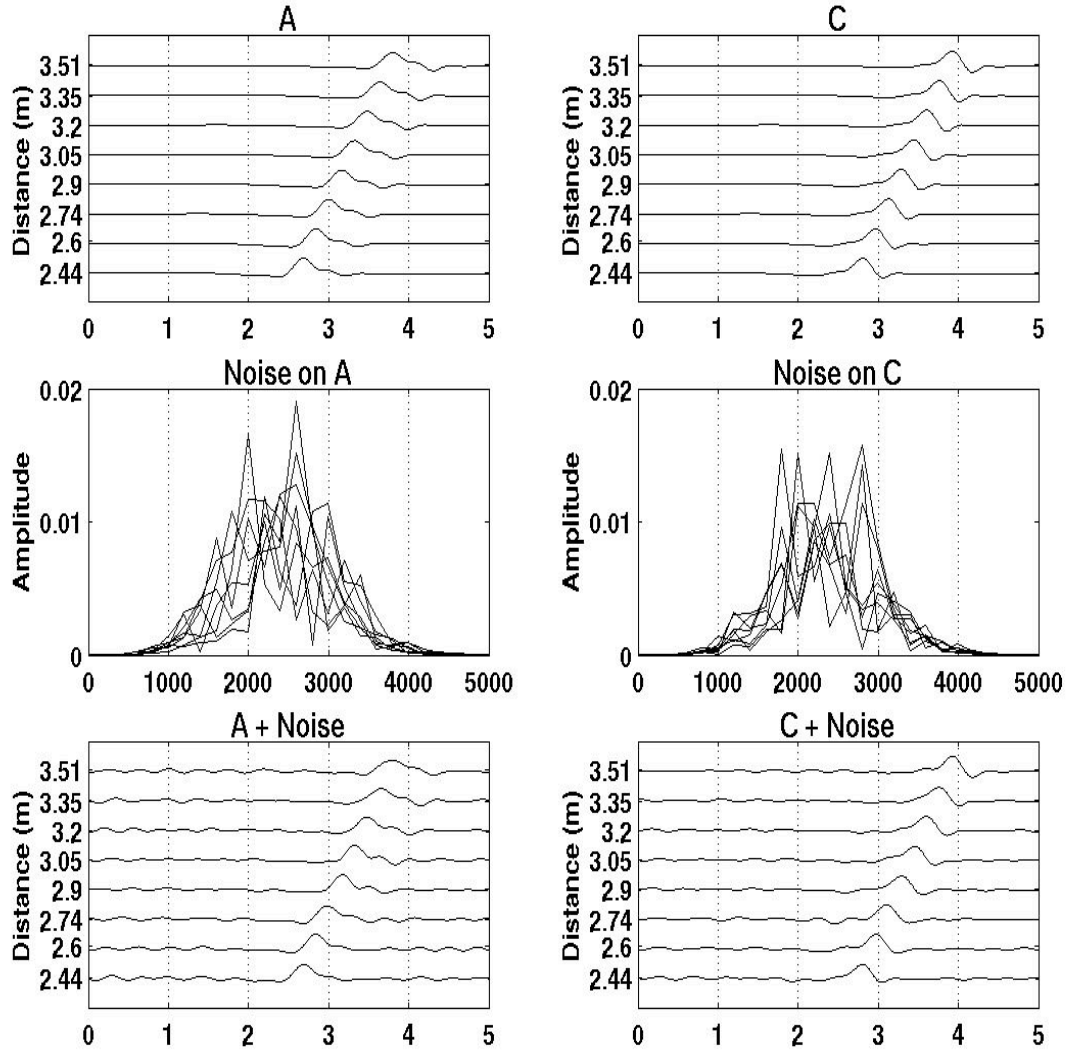 A
Distance (m)
3.51
3.35
3.2
3.05
2.9
2.74
2.6
2.44
0 1 2 3 4 5
C
Distance (m)
3.51
3.35
3.2
3.05
2.9
2.74
2.6
2.44
0 1 2 3 4 5
Noise on A
Amplitude
0.02
0.01
0
0 1000 2000 3000 4000 5000
Noise on C
Amplitude
0.02
0.01
0
0 1000 2000 3000 4000 5000
A + Noise
Distance (m)
3.51
3.35
3.2
3.05
2.9
2.74
2.6
2.44
0 1 2 3 4 5
C + Noise
Distance (m)
3.51
3.35
3.2
3.05
2.9
2.74
2.6
2.44
0 1 2 3 4 5